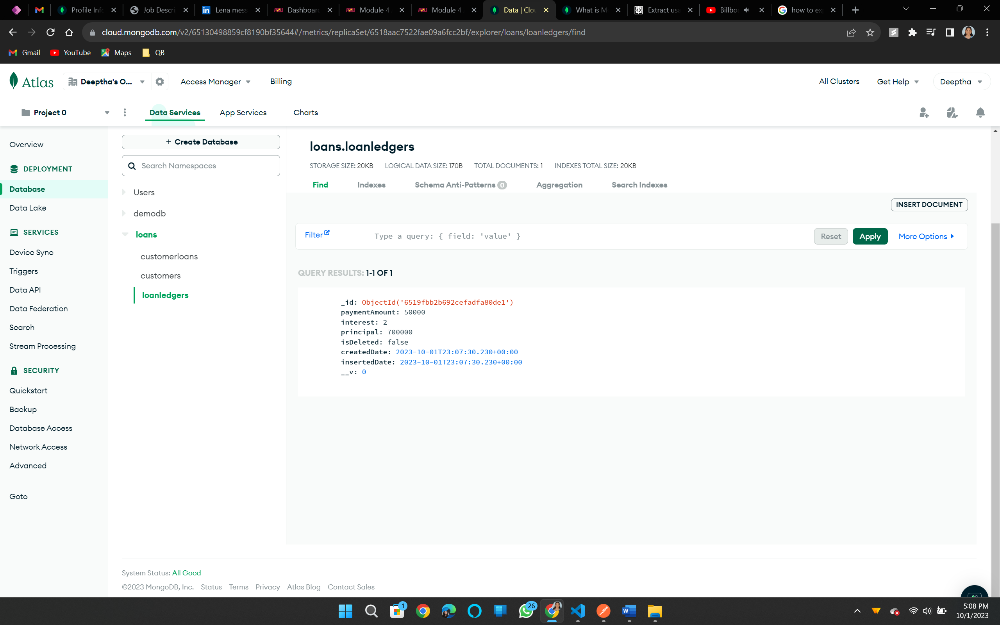 Profile Info
Job Descri
Lena mess
Dashboard
Module 4
Module 4
Data | Clou
What is M
Extract usa
Billboa
how to ex
cloud.mongodb.com/v2/65130498859cf8190bf35644#/metrics/replicaSet/6518aac7522fae09a6fcc2bf/explorer/loans/loanledgers/find
Gmail YouTube Maps QB
Atlas Deeptha's O... Access Manager Billing All Clusters Get Help Deeptha
Project 0 Data Services App Services Charts
Overview
DEPLOYMENT
Database
Data Lake
SERVICES
Device Sync
Triggers
Data API
Data Federation
Search
Stream Processing
SECURITY
Quickstart
Backup
Database Access
Network Access
Advanced
Goto
+ Create Database
Search Namespaces
Users
demodb
loans
customerloans
customers
loanledgers
loans.loanledgers
STORAGE SIZE: 20KB LOGICAL DATA SIZE: 170B TOTAL DOCUMENTS: 1 INDEXES TOTAL SIZE: 20KB
Find Indexes Schema Anti-Patterns 0 Aggregation Search Indexes
INSERT DOCUMENT
Filter Type a query: { field: 'value' } Reset Apply More Options
QUERY RESULTS: 1-1 OF 1
_id: ObjectId('6519fbb2b692cefadfa80de1')
paymentAmount: 50000
interest: 2
principal: 700000
isDeleted: false
createdDate: 2023-10-01T23:07:30.230+00:00
insertedDate: 2023-10-01T23:07:30.230+00:00
__v: 0
System Status: All Good
©2023 MongoDB, Inc. Status Terms Privacy Atlas Blog Contact Sales
1
26
5:08 PM
10/1/2023